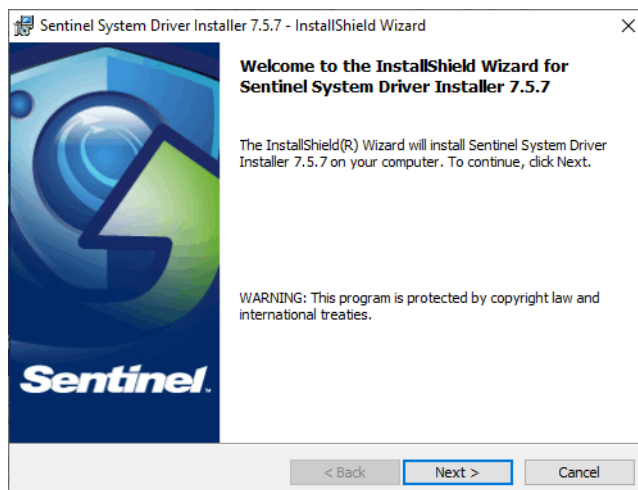 Sentinel System Driver Installer 7.5.7 - InstallShield Wizard
Welcome to the InstallShield Wizard for
Sentinel System Driver Installer 7.5.7
The InstallShield(R) Wizard will install Sentinel System Driver
Installer 7.5.7 on your computer. To continue, click Next.
WARNING: This program is protected by copyright law and
international treaties.
Sentinel.
< Back
Next >
Cancel